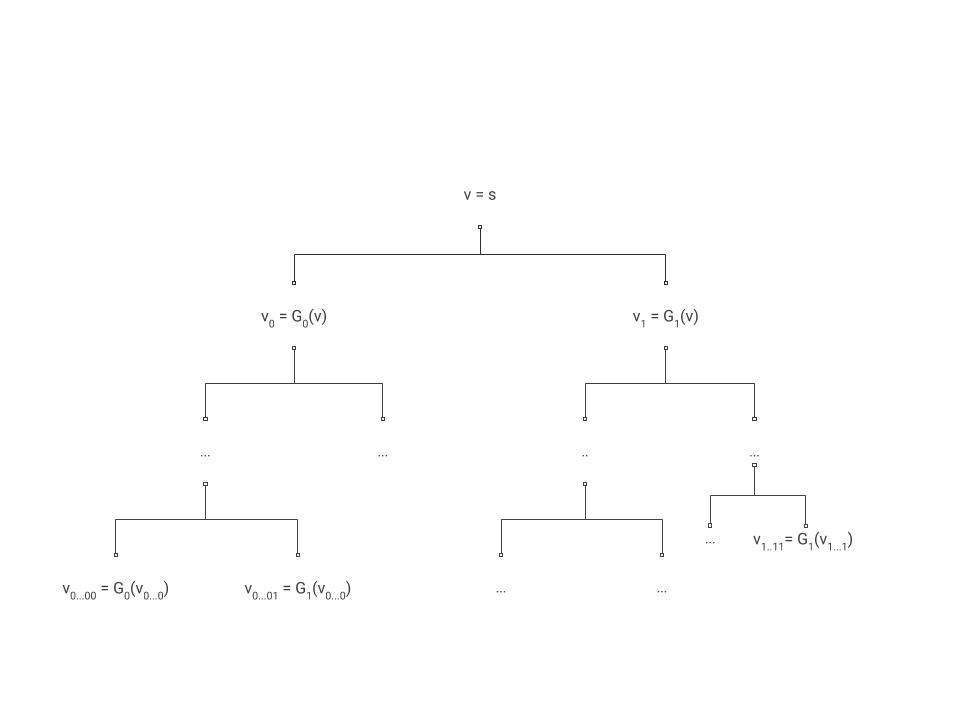 v = s
v₀ = G₀(v)
v₁ = G₁(v)
...
...
..
...
...
v₁..₁₁= G₁(v₁...₁)
v₀...₀₀ = G₀(v₀...₀)
v₀...₀₁ = G₁(v₀...₀)
...
...